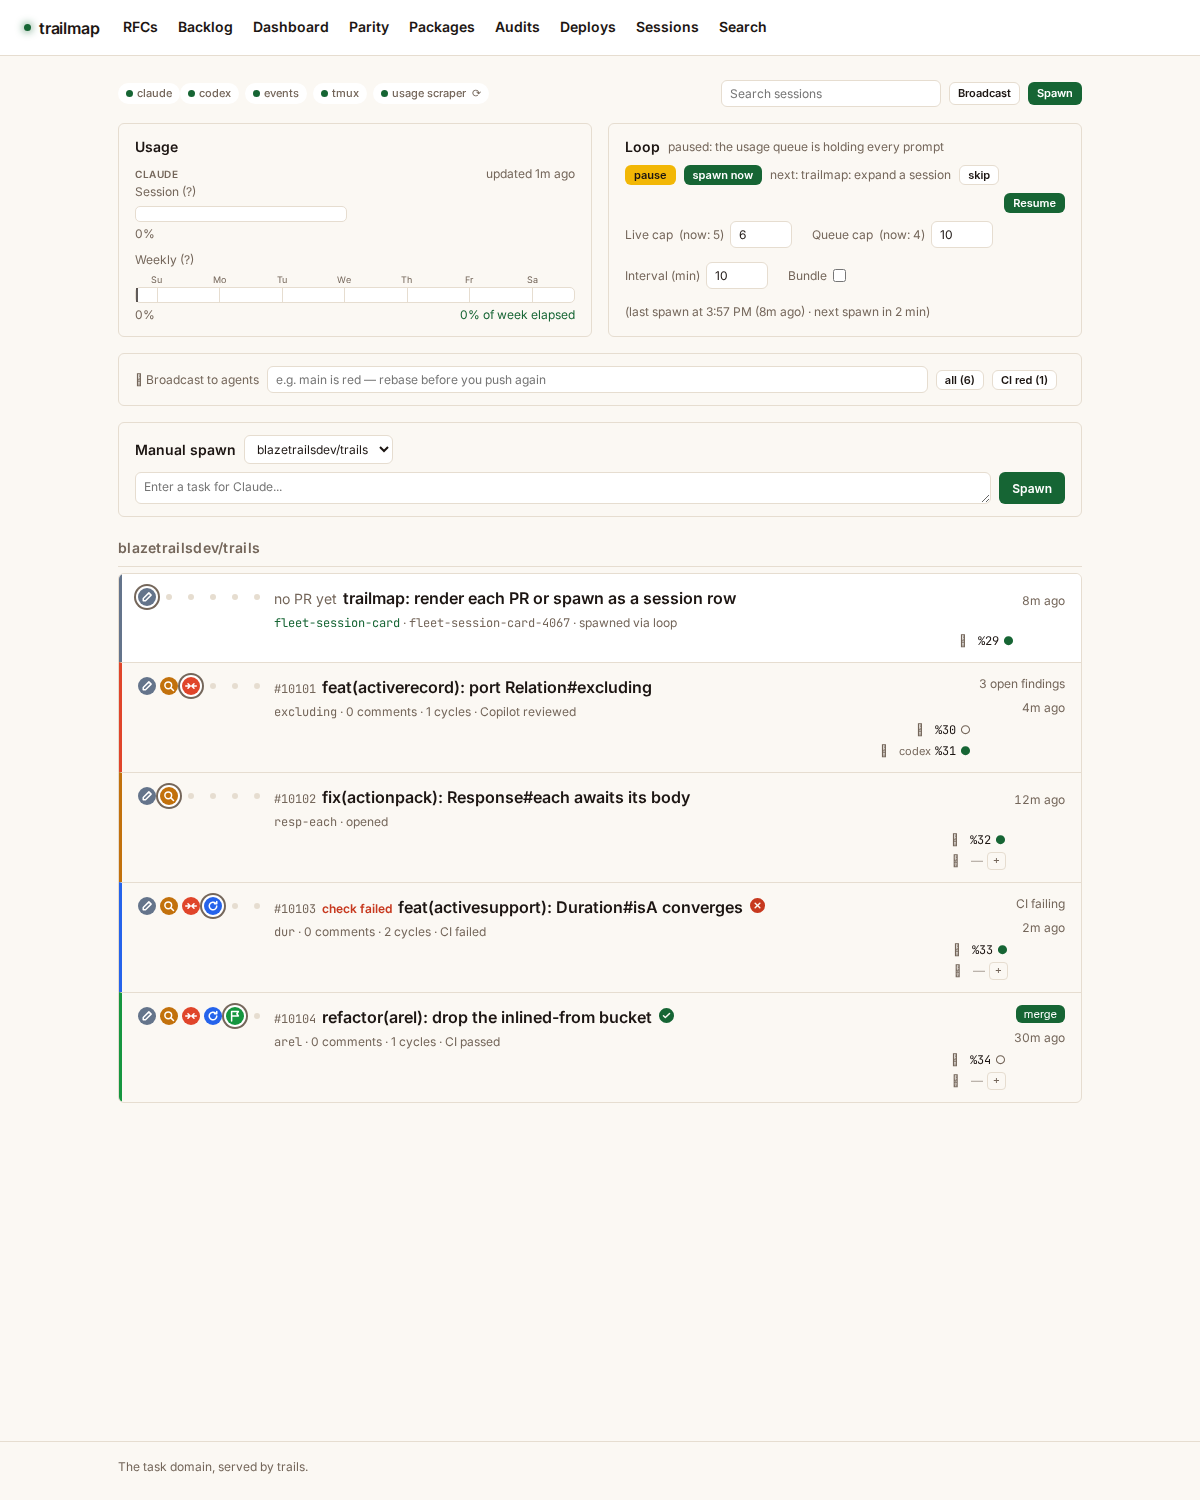 trailmap RFCs Backlog Dashboard Parity Packages Audits Deploys Sessions Search
claude codex events tmux usage scraper ⟳ Search sessions Broadcast Spawn
Usage
CLAUDE updated 1m ago
Session (?)
0%
Weekly (?)
Su Mo Tu We Th Fr Sa
0% 0% of week elapsed
Loop paused: the usage queue is holding every prompt
pause spawn now next: trailmap: expand a session skip
Resume
Live cap (now: 5) 6 Queue cap (now: 4) 10
Interval (min) 10 Bundle
(last spawn at 3:57 PM (8m ago) · next spawn in 2 min)
Broadcast to agents e.g. main is red — rebase before you push again all (6) CI red (1)
Manual spawn blazetrailsdev/trails
Enter a task for Claude... Spawn
blazetrailsdev/trails
no PR yet trailmap: render each PR or spawn as a session row 8m ago
fleet-session-card · fleet-session-card-4067 · spawned via loop
%29
#10101 feat(activerecord): port Relation#excluding 3 open findings
excluding · 0 comments · 1 cycles · Copilot reviewed 4m ago
%30
codex %31
#10102 fix(actionpack): Response#each awaits its body 12m ago
resp-each · opened
%32
— +
#10103 check failed feat(activesupport): Duration#isA converges CI failing
dur · 0 comments · 2 cycles · CI failed 2m ago
%33
— +
#10104 refactor(arel): drop the inlined-from bucket merge
arel · 0 comments · 1 cycles · CI passed 30m ago
%34
— +
The task domain, served by trails.